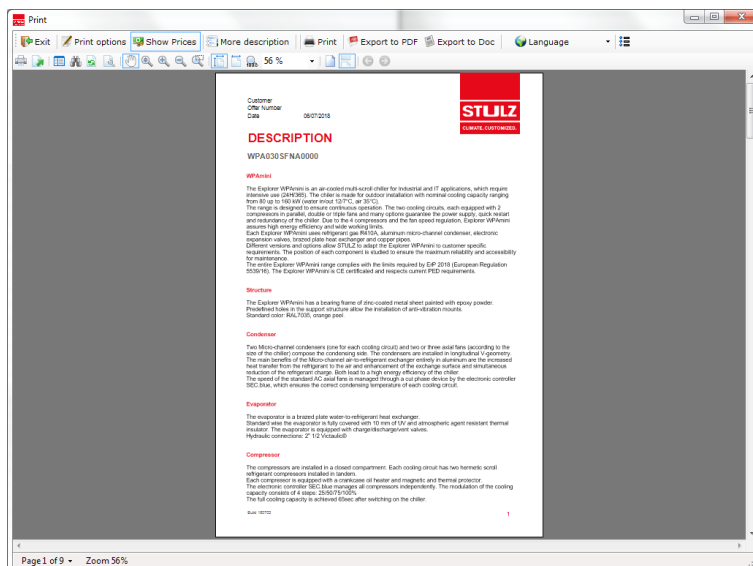 Print
Exit Print options Show Prices More description Print Export to PDF Export to Doc Language
56 %
Customer
Offer Number
Date 06/07/2018
STULZ
CLIMATE. CUSTOMIZED.
DESCRIPTION
WPA030SFNA0000
WPAmini
The Explorer WPAmini is an air-cooled multi-scroll chiller for Industrial and IT applications, which require
intensive use (24H/365). The chiller is made for outdoor installation with nominal cooling capacity ranging
from 80 up to 160 kW (water in/out 12/7°C, air 35°C).
The range is designed to ensure continuous operation. The two cooling circuits, each equipped with 2
compressors in parallel, double or triple fans and many options guarantee the power supply, quick restart
and redundancy of the chiller. Due to the 4 compressors and the fan speed regulation, Explorer WPAmini
assures high energy efficiency and wide working limits.
Each Explorer WPAmini uses refrigerant gas R410A, aluminum micro-channel condenser, electronic
expansion valves, brazed plate heat exchanger and copper pipes.
Different versions and options allow STULZ to adapt the Explorer WPAmini to customer specific
requirements. The position of each component is studied to ensure the maximum reliability and accessibility
for maintenance.
The entire Explorer WPAmini range complies with the limits required by ErP 2018 (European Regulation
5539/16). The Explorer WPAmini is CE certificated and respects current PED requirements.
Structure
The Explorer WPAmini has a bearing frame of zinc-coated metal sheet painted with epoxy powder.
Predefined holes in the support structure allow the installation of anti-vibration mounts.
Standard color: RAL7035, orange peel.
Condenser
Two Micro-channel condensers (one for each cooling circuit) and two or three axial fans (according to the
size of the chiller) compose the condensing side. The condensers are installed in longitudinal V-geometry.
The main benefits of the Micro-channel air-to-refrigerant exchanger entirely in aluminum are the increased
heat transfer from the refrigerant to the air and enhancement of the exchange surface and simultaneous
reduction of the refrigerant charge. Both lead to a high energy efficiency of the chiller.
The speed of the standard AC axial fans is managed through a cut phase device by the electronic controller
SEC.blue, which ensures the correct condensing temperature of each cooling circuit.
Evaporator
The evaporator is a brazed plate water-to-refrigerant heat exchanger.
Standard wise the evaporator is fully covered with 10 mm of UV and atmospheric agent resistant thermal
insulator. The evaporator is equipped with charge/discharge/vent valves.
Hydraulic connections: 2" 1/2 Victaulic®
Compressor
The compressors are installed in a closed compartment. Each cooling circuit has two hermetic scroll
refrigerant compressors installed in tandem.
Each compressor is equipped with a crankcase oil heater and magnetic and thermal protector.
The electronic controller SEC.blue manages all compressors independently. The modulation of the cooling
capacity consists of 4 steps: 25/50/75/100%
The full cooling capacity is achieved 65sec after switching on the chiller.
1
Page 1 of 9 Zoom 56%